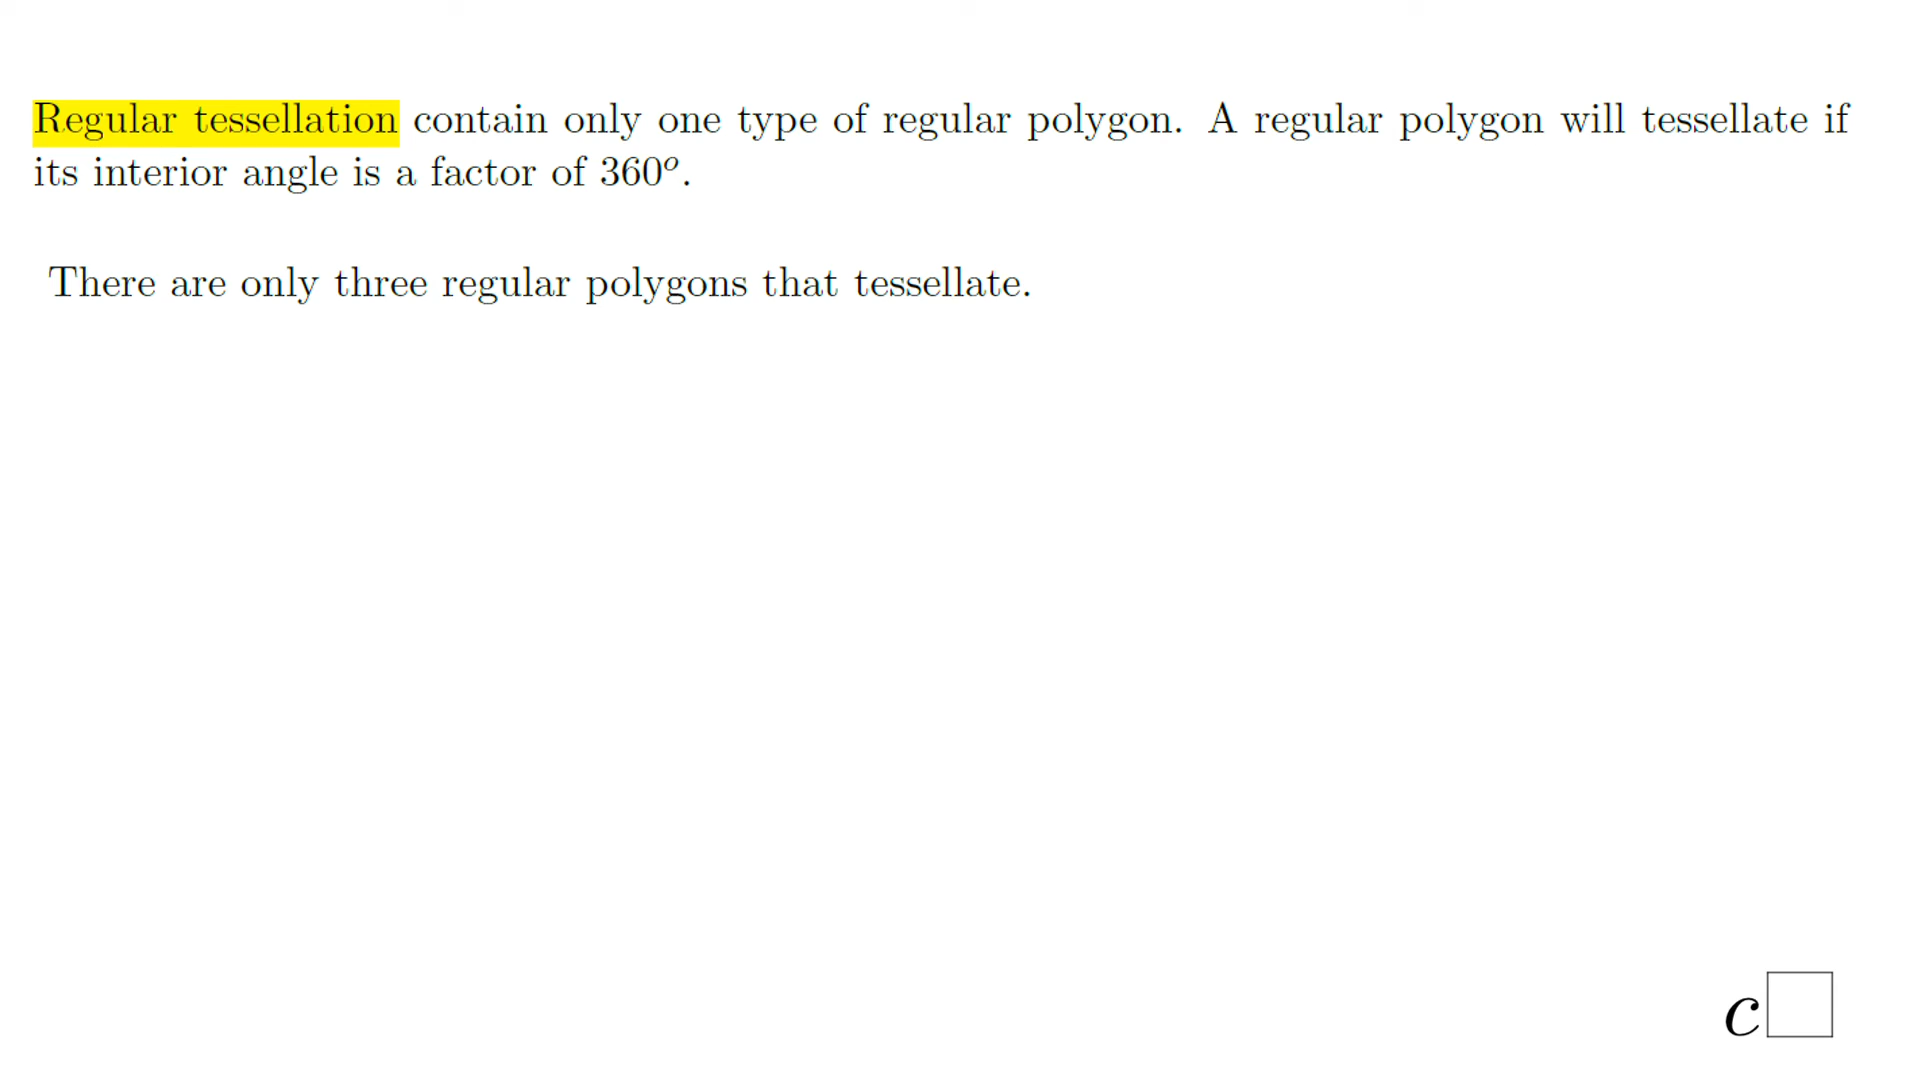 Regular tessellation contain only one type of regular polygon. A regular polygon will tessellate if
its interior angle is a factor of 360º.
There are only three regular polygons that tessellate.
c